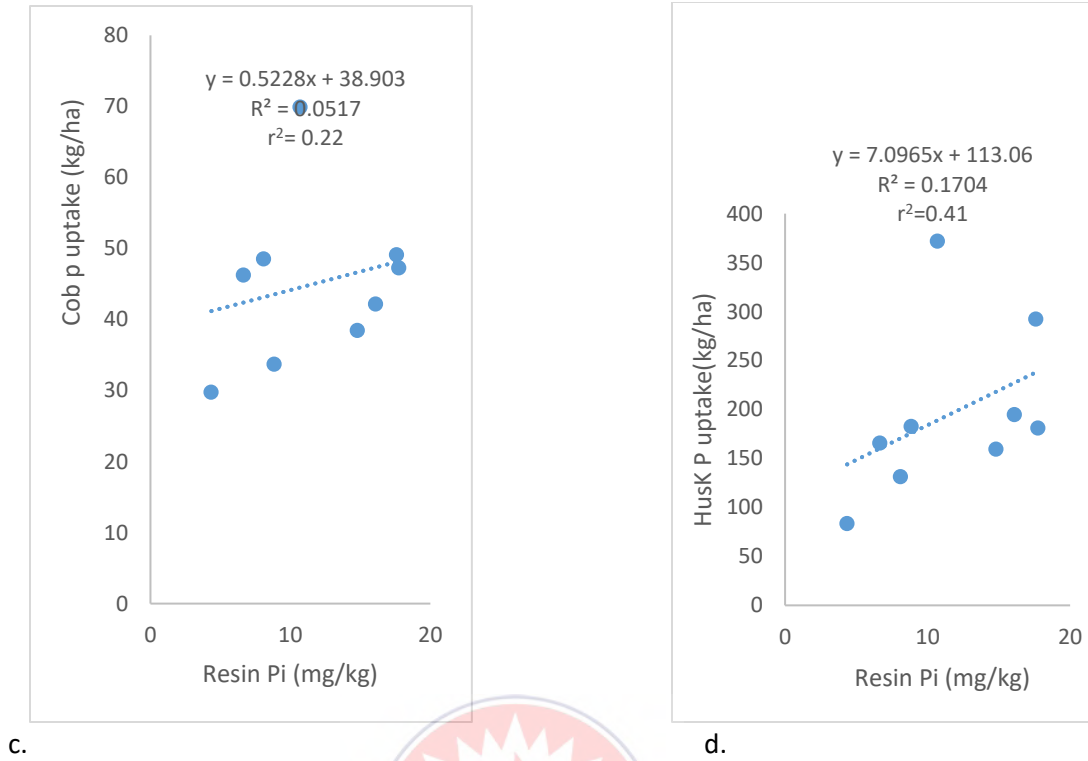 80
70
60
50
40
30
20
10
0
0 10 20
Cob p uptake (kg/ha)
Resin Pi (mg/kg)
y = 0.5228x + 38.903
R² = 0.0517
r²= 0.22
c.
y = 7.0965x + 113.06
R² = 0.1704
r²=0.41
400
350
300
250
200
150
100
50
0
0 10 20
HusK P uptake(kg/ha)
Resin Pi (mg/kg)
d.